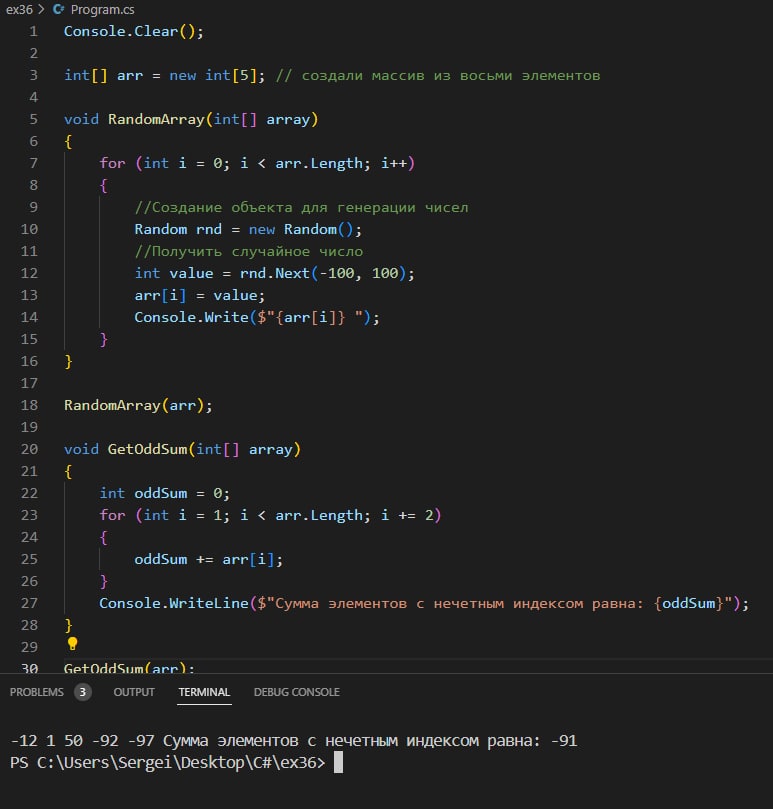 ex36 > Program.cs
1 Console.Clear();
2
3 int[] arr = new int[5]; // создали массив из восьми элементов
4
5 void RandomArray(int[] array)
6 {
7 for (int i = 0; i < arr.Length; i++)
8 {
9 //Создание объекта для генерации чисел
10 Random rnd = new Random();
11 //Получить случайное число
12 int value = rnd.Next(-100, 100);
13 arr[i] = value;
14 Console.Write($"{arr[i]} ");
15 }
16 }
17
18 RandomArray(arr);
19
20 void GetOddSum(int[] array)
21 {
22 int oddSum = 0;
23 for (int i = 1; i < arr.Length; i += 2)
24 {
25 oddSum += arr[i];
26 }
27 Console.WriteLine($"Сумма элементов с нечетным индексом равна: {oddSum}");
28 }
29
30 GetOddSum(arr);
PROBLEMS 3 OUTPUT TERMINAL DEBUG CONSOLE
-12 1 50 -92 -97 Сумма элементов с нечетным индексом равна: -91
PS C:\Users\Sergei\Desktop\C#\ex36>